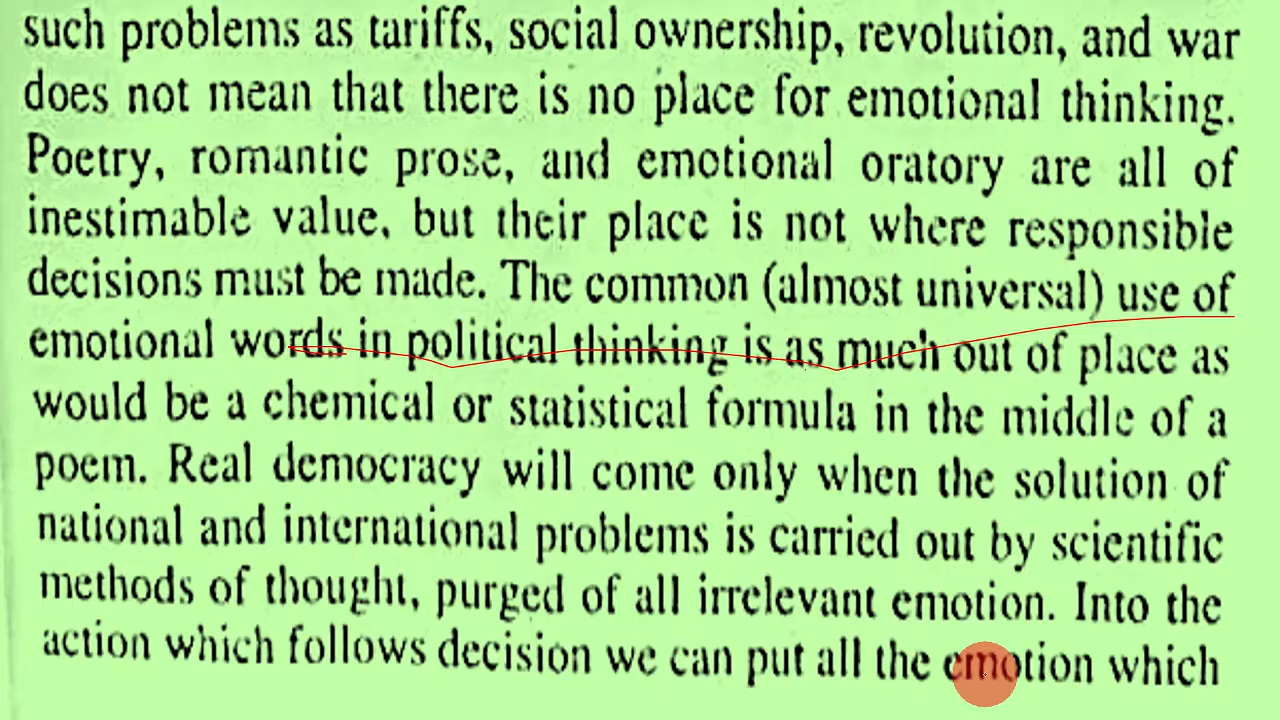 such problems as tariffs, social ownership, revolution, and war
does not mean that there is no place for emotional thinking.
Poetry, romantic prose, and emotional oratory are all of
inestimable value, but their place is not where responsible
decisions must be made. The common (almost universal) use of
emotional words in political thinking is as much out of place as
would be a chemical or statistical formula in the middle of a
poem. Real democracy will come only when the solution of
national and international problems is carried out by scientific
methods of thought, purged of all irrelevant emotion. Into the
action which follows decision we can put all the emotion which